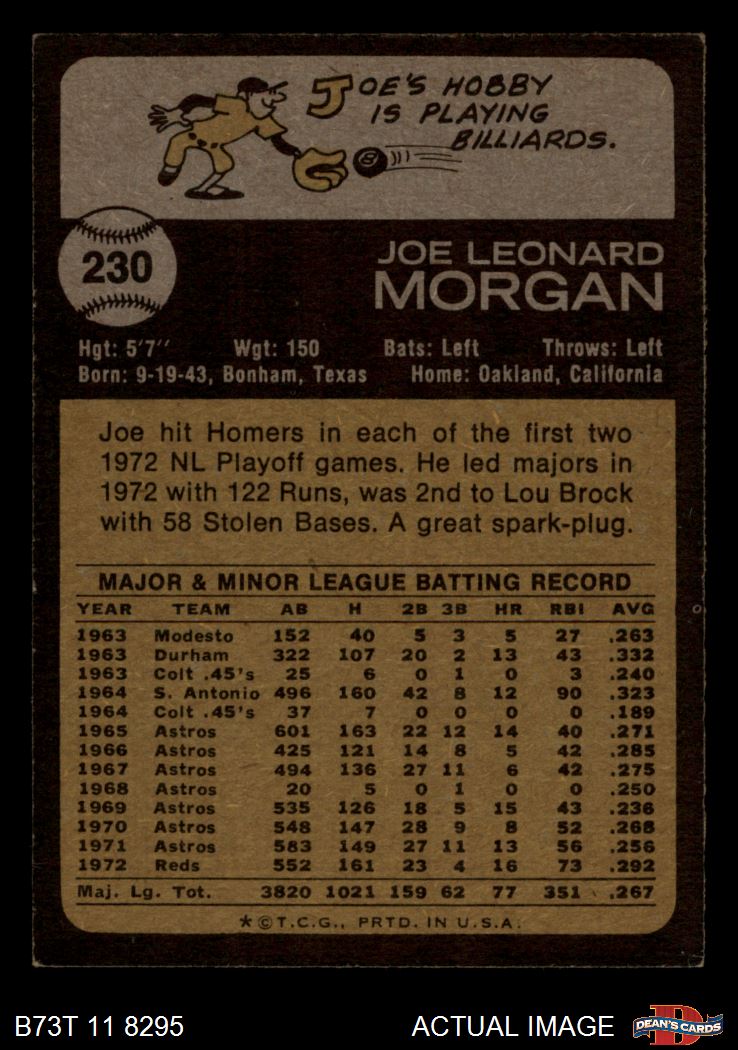 JOE'S HOBBY
IS PLAYING
BILLIARDS.
8
230
JOE LEONARD
MORGAN
Hgt: 5'7" Wgt: 150 Bats: Left Throws: Left
Born: 9-19-43, Bonham, Texas Home: Oakland, California
Joe hit Homers in each of the first two
1972 NL Playoff games. He led majors in
1972 with 122 Runs, was 2nd to Lou Brock
with 58 Stolen Bases. A great spark-plug.
MAJOR & MINOR LEAGUE BATTING RECORD
YEAR TEAM AB H 2B 3B HR RBI AVG
1963 Modesto 152 40 5 3 5 27 .263
1963 Durham 322 107 20 2 13 43 .332
1963 Colt .45's 25 6 0 1 0 3 .240
1964 S. Antonio 496 160 42 8 12 90 .323
1964 Colt .45's 37 7 0 0 0 0 .189
1965 Astros 601 163 22 12 14 40 .271
1966 Astros 425 121 14 8 5 42 .285
1967 Astros 494 136 27 11 6 42 .275
1968 Astros 20 5 0 1 0 0 .250
1969 Astros 535 126 18 5 15 43 .236
1970 Astros 548 147 28 9 8 52 .268
1971 Astros 583 149 27 11 13 56 .256
1972 Reds 552 161 23 4 16 73 .292
Maj. Lg. Tot. 3820 1021 159 62 77 351 .267
*©T.C.G., PRTD. IN U.S.A.
B73T 11 8295 ACTUAL IMAGE DEAN'S CARDS